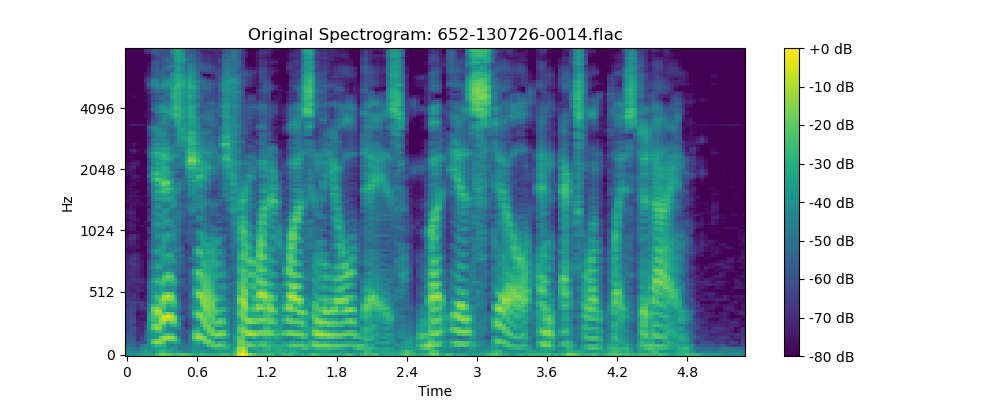 Original Spectrogram: 652-130726-0014.flac
+0 dB
4096
-10 dB
-20 dB
2048
-30 dB
Hz
1024
-40 dB
-50 dB
512
-60 dB
-70 dB
0
-80 dB
0 0.6 1.2 1.8 2.4 3 3.6 4.2 4.8
Time